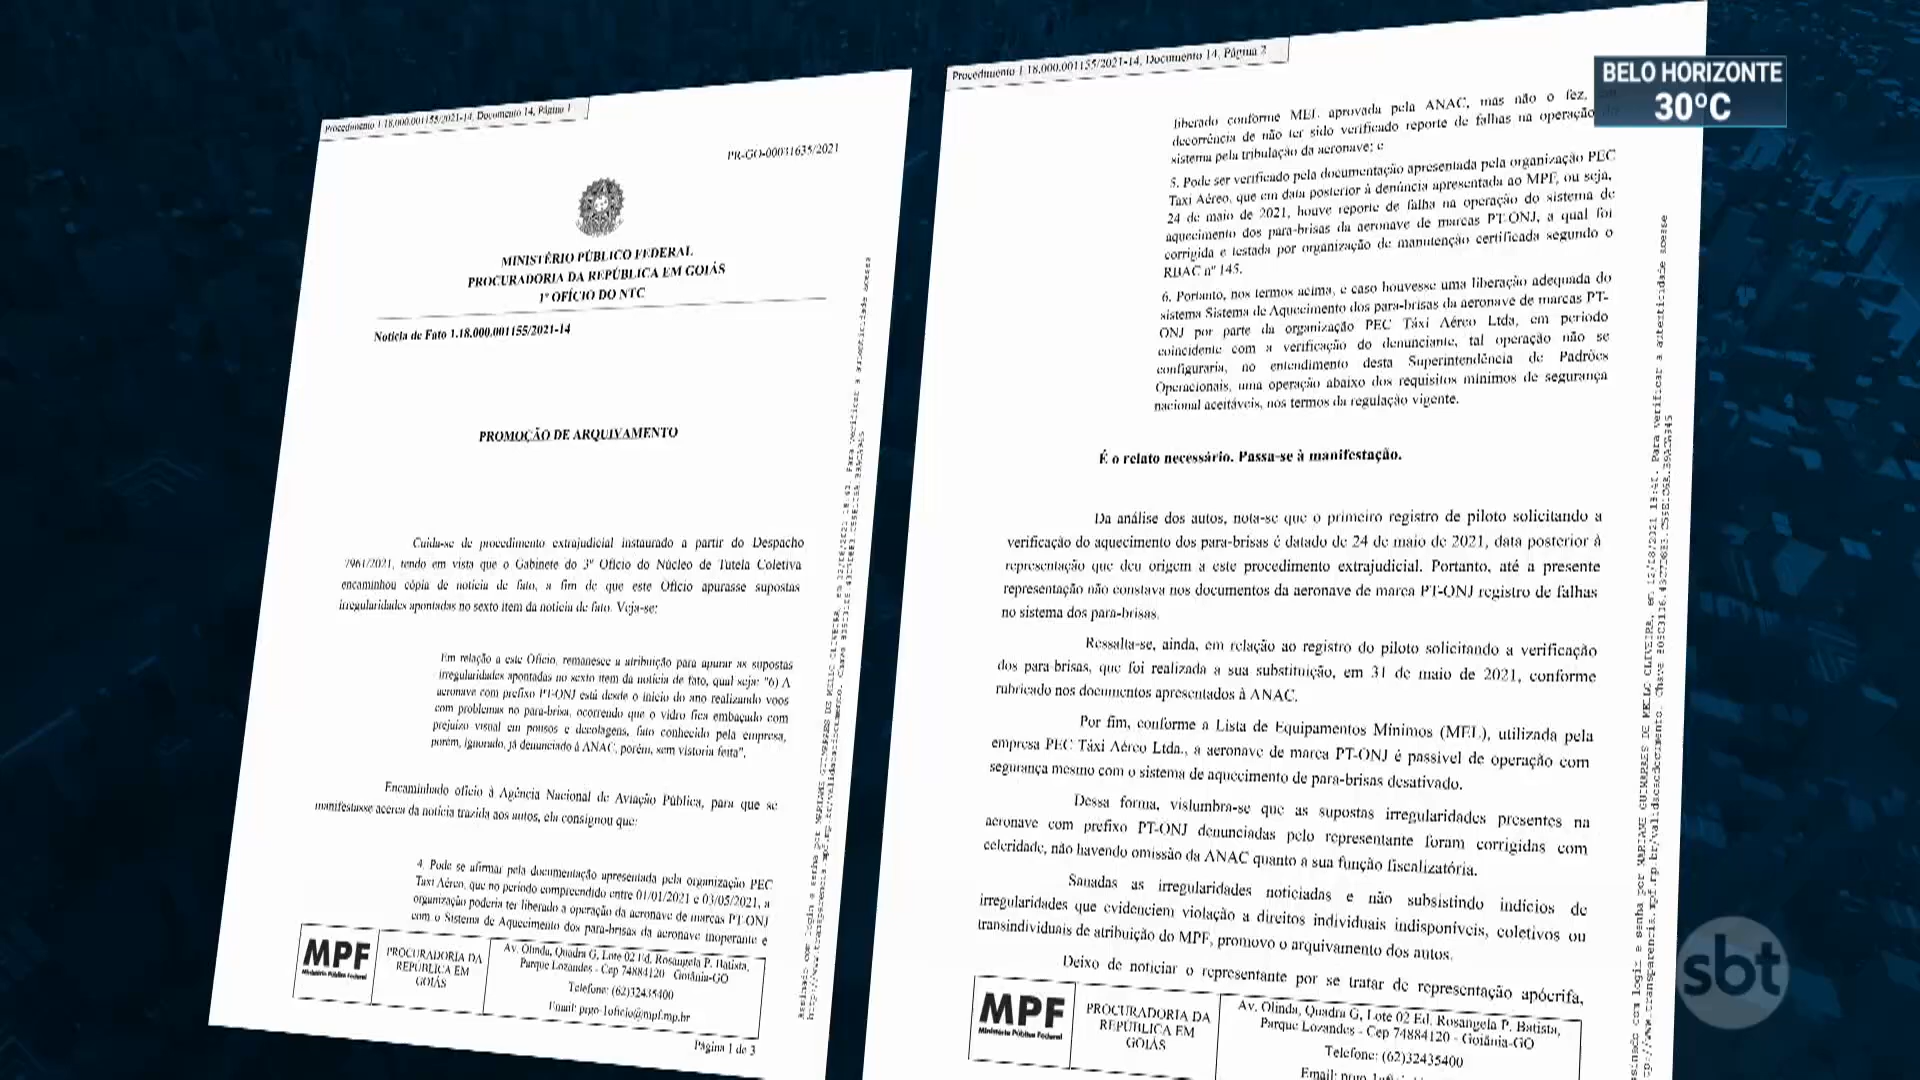 Procedimento 1.18.000.001155/2021-14, Documento 14, Página 1
PR-GO-00031635/2021
MINISTÉRIO PÚBLICO FEDERAL
PROCURADORIA DA REPÚBLICA EM GOIÁS
1º OFÍCIO DO NTC
Notícia de Fato 1.18.000.001155/2021-14
PROMOÇÃO DE ARQUIVAMENTO
Cuida-se de procedimento extrajudicial instaurado a partir do Despacho
7961/2021, tendo em vista que o Gabinete do 3º Ofício do Núcleo de Tutela Coletiva
encaminhou cópia de notícia de fato, a fim de que este Ofício apurasse supostas
irregularidades apontadas no sexto item da notícia de fato. Veja-se:
Em relação a este Ofício, remanesce a atribuição para apurar as supostas
irregularidades apontadas no sexto item da notícia de fato, qual seja: "6) A
aeronave com prefixo PT-ONJ está desde o início do ano realizando voos
com problemas no para-brisa, ocorrendo que o vidro fica embaçado com
prejuízo visual em pousos e decolagens, fato conhecido pela empresa,
porém, ignorado, já denunciado à ANAC, porém, sem vistoria feita".
Encaminhado ofício à Agência Nacional de Aviação Pública, para que se
manifestasse acerca da notícia trazida aos autos, ela consignou que:
4. Pode se afirmar pela documentação apresentada pela organização PEC
Taxi Aéreo, que no período compreendido entre 01/01/2021 e 03/05/2021, a
organização poderia ter liberado a operação da aeronave de marcas PT-ONJ
com o Sistema de Aquecimento dos para-brisas da aeronave inoperante e
MPF
Ministério Público Federal
PROCURADORIA DA
REPÚBLICA EM
GOIÁS
Av. Olinda, Quadra G, Lote 02 Ed. Rosangela P. Batista,
Parque Lozandes - Cep 74884120 - Goiânia-GO
Telefone: (62)32435400
Email: prgo-1oficio@mpf.mp.br
Página 1 de 3
Procedimento 1.18.000.001155/2021-14, Documento 14, Página 2
liberado conforme MEL aprovada pela ANAC, mas não o fez,
decorrência de não ter sido verificado reporte de falhas na operação
sistema pela tribulação da aeronave; e
5. Pode ser verificado pela documentação apresentada pela organização PEC
Taxi Aéreo, que em data posterior à denúncia apresentada ao MPF, ou seja,
24 de maio de 2021, houve reporte de falha na operação do sistema de
aquecimento dos para-brisas da aeronave de marcas PT-ONJ, a qual foi
corrigida e testada por organização de manutenção certificada segundo o
RBAC nº 145.
6. Portanto, nos termos acima, e caso houvesse uma liberação adequada do
sistema Sistema de Aquecimento dos para-brisas da aeronave de marcas PT-
ONJ por parte da organização PEC Táxi Aéreo Ltda, em período
coincidente com a verificação do denunciante, tal operação não se
configuraria, no entendimento desta Superintendência de Padrões
Operacionais, uma operação abaixo dos requisitos mínimos de segurança
nacional aceitáveis, nos termos da regulação vigente.
É o relato necessário. Passa-se à manifestação.
Da análise dos autos, nota-se que o primeiro registro de piloto solicitando a
verificação do aquecimento dos para-brisas é datado de 24 de maio de 2021, data posterior à
representação que deu origem a este procedimento extrajudicial. Portanto, até a presente
representação não constava nos documentos da aeronave de marca PT-ONJ registro de falhas
no sistema dos para-brisas.
Ressalta-se, ainda, em relação ao registro do piloto solicitando a verificação
dos para-brisas, que foi realizada a sua substituição, em 31 de maio de 2021, conforme
rubricado nos documentos apresentados à ANAC.
Por fim, conforme a Lista de Equipamentos Mínimos (MEL), utilizada pela
empresa PEC Táxi Aéreo Ltda., a aeronave de marca PT-ONJ é passível de operação com
segurança mesmo com o sistema de aquecimento de para-brisas desativado.
Dessa forma, vislumbra-se que as supostas irregularidades presentes na
aeronave com prefixo PT-ONJ denunciadas pelo representante foram corrigidas com
celeridade, não havendo omissão da ANAC quanto a sua função fiscalizatória.
Sanadas as irregularidades noticiadas e não subsistindo indícios de
irregularidades que evidenciem violação a direitos individuais indisponíveis, coletivos ou
transindividuais de atribuição do MPF, promovo o arquivamento dos autos.
Deixo de noticiar o representante por se tratar de representação apócrifa,
MPF
Ministério Público Federal
PROCURADORIA DA
REPÚBLICA EM
GOIÁS
Av. Olinda, Quadra G, Lote 02 Ed. Rosangela P. Batista,
Parque Lozandes - Cep 74884120 - Goiânia-GO
Telefone: (62)32435400
BELO HORIZONTE
30ºC
sbt